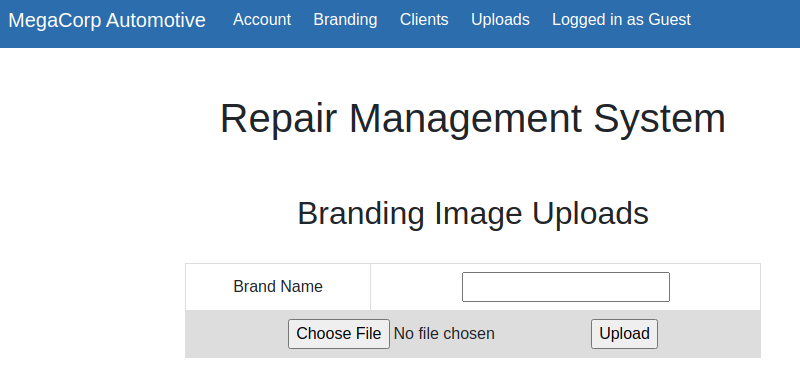 MegaCorp Automotive Account Branding Clients Uploads Logged in as Guest
Repair Management System
Branding Image Uploads
Brand Name
Choose File No file chosen Upload